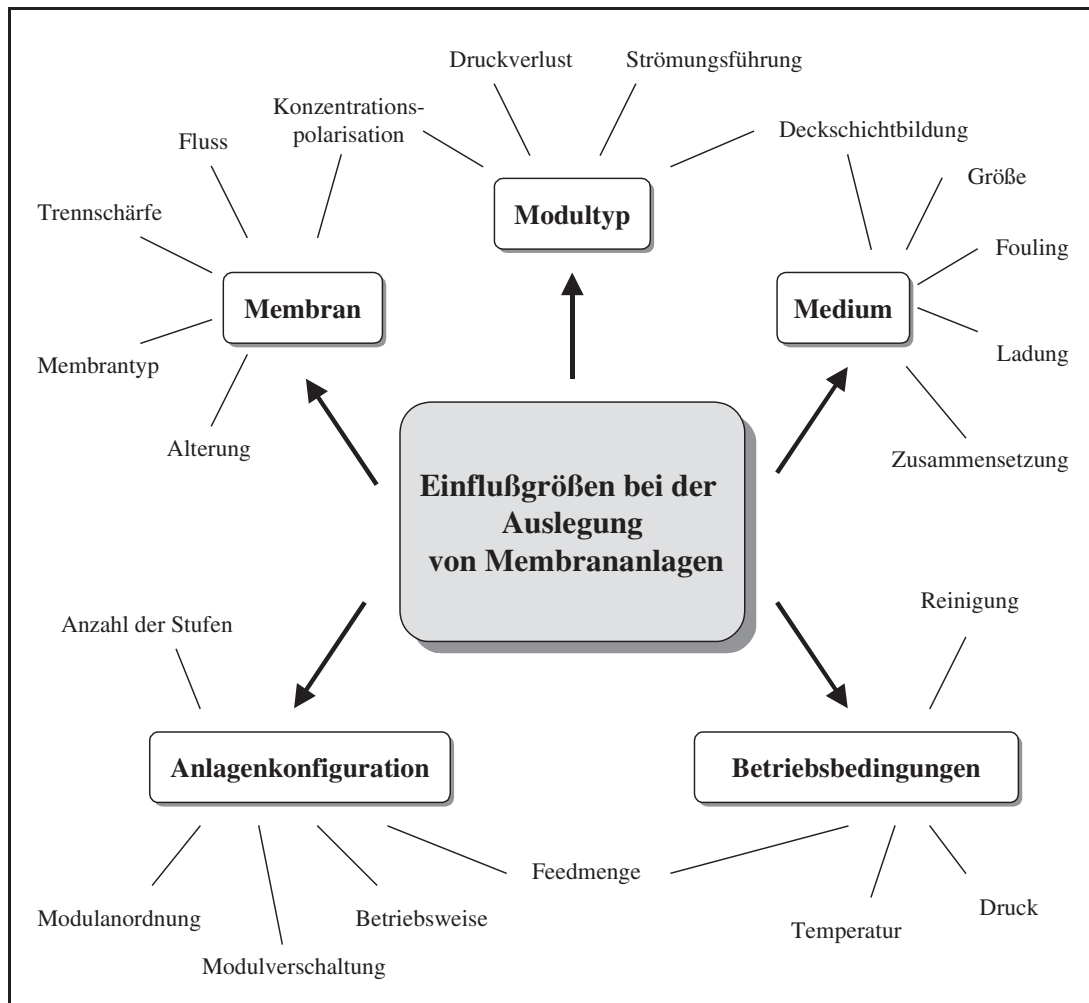 Druckverlust
Strömungsführung
Konzentrations-
polarisation
Deckschichtbildung
Fluss
Größe
Trennschärfe
Modultyp
Fouling
Membran
Medium
Membrantyp
Ladung
Alterung
Zusammensetzung
Einflußgrößen bei der
Auslegung
von Membrananlagen
Reinigung
Anzahl der Stufen
Anlagenkonfiguration
Betriebsbedingungen
Feedmenge
Modulanordnung
Betriebsweise
Druck
Temperatur
Modulverschaltung